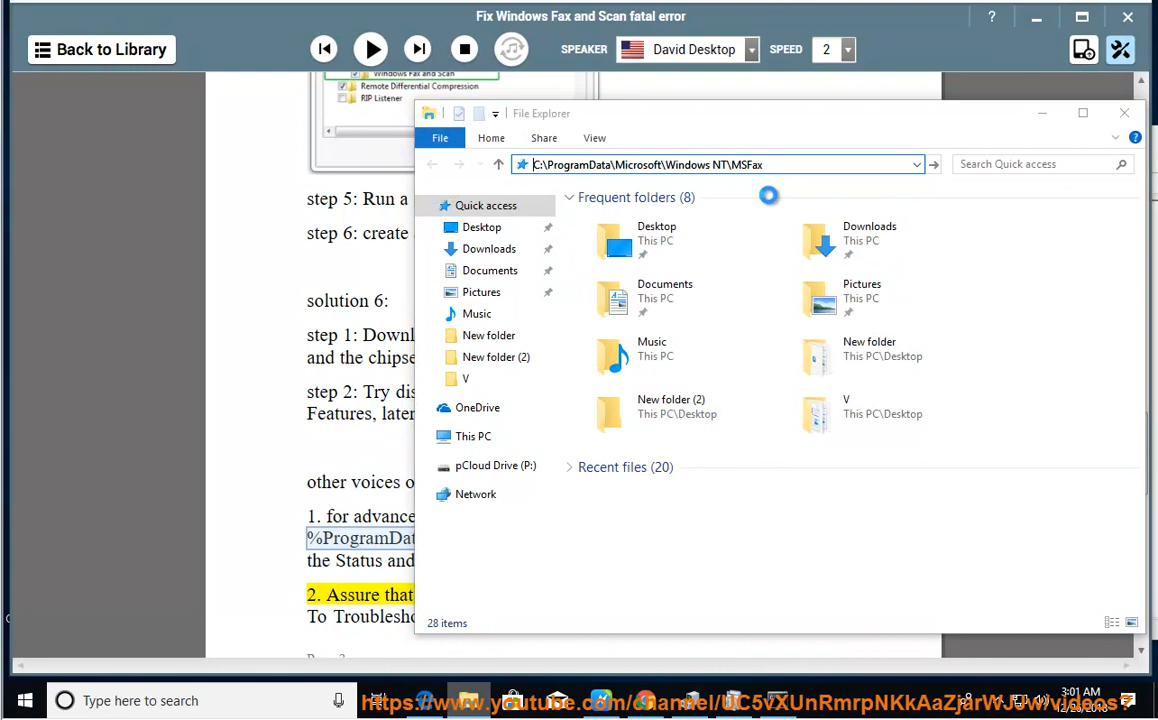 Fix Windows Fax and Scan fatal error
Back to Library
SPEAKER
David Desktop
SPEED
2
Windows Fax and Scan
Remote Differential Compression
RIP Listener
File Explorer
File
Home
Share
View
C:\ProgramData\Microsoft\Windows NT\MSFax
Search Quick access
step 5: Run a
step 6: create
solution 6:
step 1: Downl
and the chipse
step 2: Try dis
Features, later
other voices o
1. for advance
%ProgramDat
the Status and
2. Assure that
To Troublesho
Quick access
Desktop
Downloads
Documents
Pictures
Music
New folder
New folder (2)
V
OneDrive
This PC
pCloud Drive (P:)
Network
Frequent folders (8)
Desktop
This PC
Downloads
This PC
Documents
This PC
Pictures
This PC
Music
This PC
New folder
This PC\Desktop
New folder (2)
This PC\Desktop
V
This PC\Desktop
Recent files (20)
28 items
Type here to search
3:01 AM